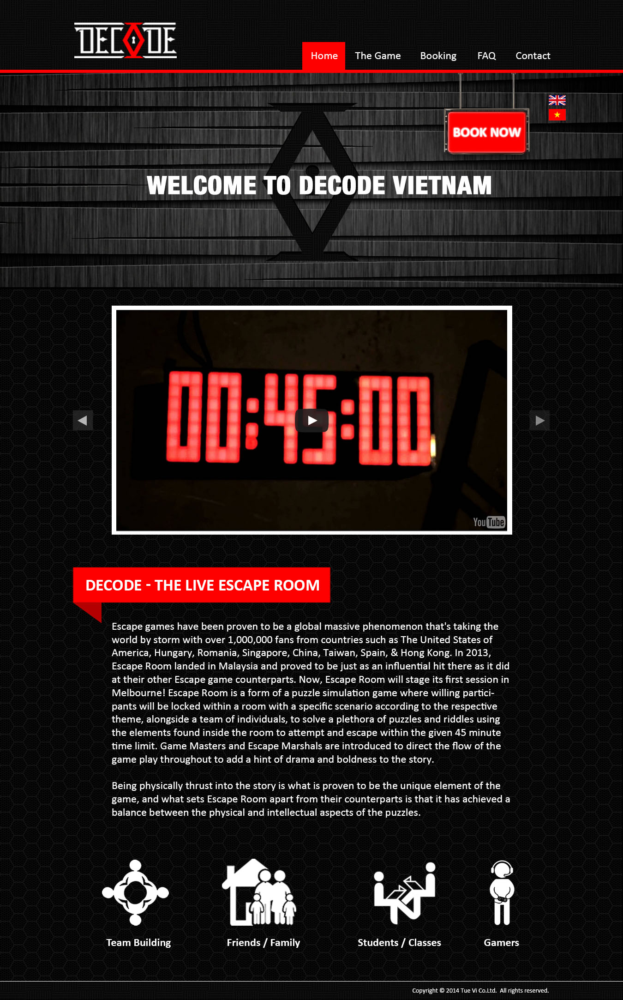 DECODE
Home The Game Booking FAQ Contact
BOOK NOW
WELCOME TO DECODE VIETNAM
00:45:00
YouTube
DECODE - THE LIVE ESCAPE ROOM
Escape games have been proven to be a global massive phenomenon that's taking the
world by storm with over 1,000,000 fans from countries such as The United States of
America, Hungary, Romania, Singapore, China, Taiwan, Spain, & Hong Kong. In 2013,
Escape Room landed in Malaysia and proved to be just as an influential hit there as it did
at their other Escape game counterparts. Now, Escape Room will stage its first session in
Melbourne! Escape Room is a form of a puzzle simulation game where willing partici-
pants will be locked within a room with a specific scenario according to the respective
theme, alongside a team of individuals, to solve a plethora of puzzles and riddles using
the elements found inside the room to attempt and escape within the given 45 minute
time limit. Game Masters and Escape Marshals are introduced to direct the flow of the
game play throughout to add a hint of drama and boldness to the story.
Being physically thrust into the story is what is proven to be the unique element of the
game, and what sets Escape Room apart from their counterparts is that it has achieved a
balance between the physical and intellectual aspects of the puzzles.
Team Building Friends / Family Students / Classes Gamers
Copyright © 2014 Tue Vi Co.Ltd. All rights reserved.